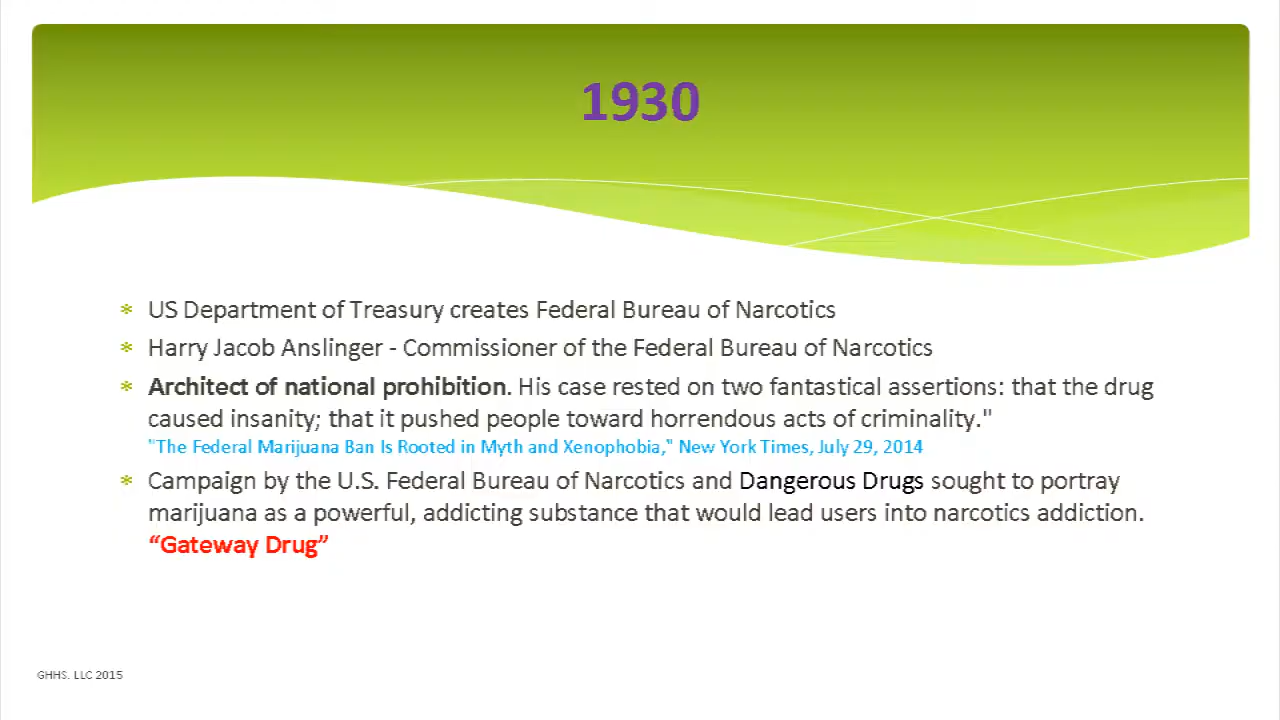 1930
* US Department of Treasury creates Federal Bureau of Narcotics
* Harry Jacob Anslinger - Commissioner of the Federal Bureau of Narcotics
* Architect of national prohibition. His case rested on two fantastical assertions: that the drug
caused insanity; that it pushed people toward horrendous acts of criminality."
"The Federal Marijuana Ban Is Rooted in Myth and Xenophobia," New York Times, July 29, 2014
* Campaign by the U.S. Federal Bureau of Narcotics and Dangerous Drugs sought to portray
marijuana as a powerful, addicting substance that would lead users into narcotics addiction.
“Gateway Drug”
GHHS. LLC 2015